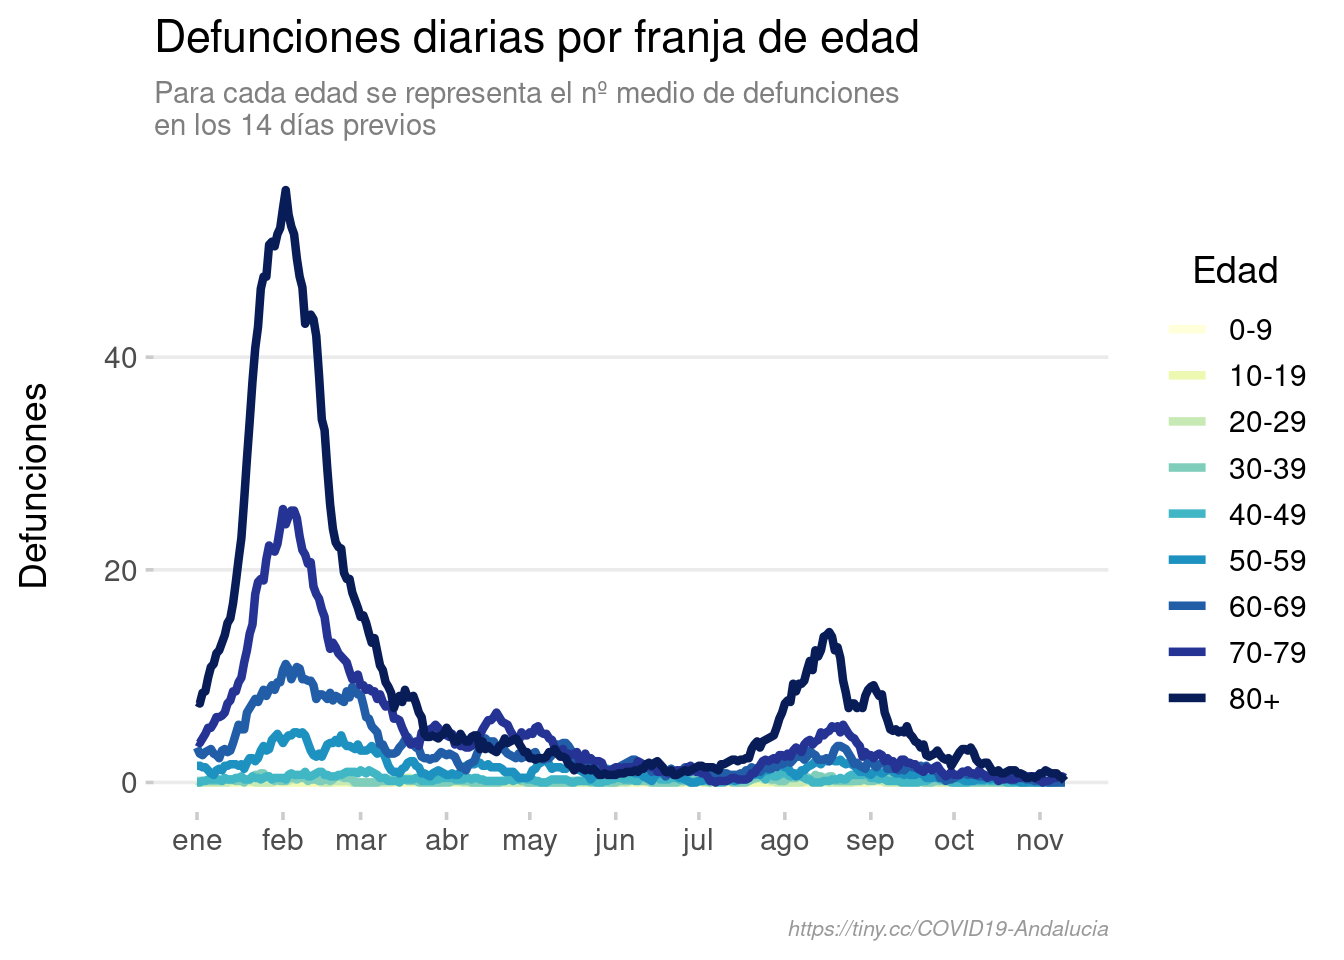 Defunciones diarias por franja de edad
Para cada edad se representa el nº medio de defunciones
en los 14 días previos
Defunciones
40
20
0
ene feb mar abr may jun jul ago sep oct nov
Edad
0-9
10-19
20-29
30-39
40-49
50-59
60-69
70-79
80+
https://tiny.cc/COVID19-Andalucia